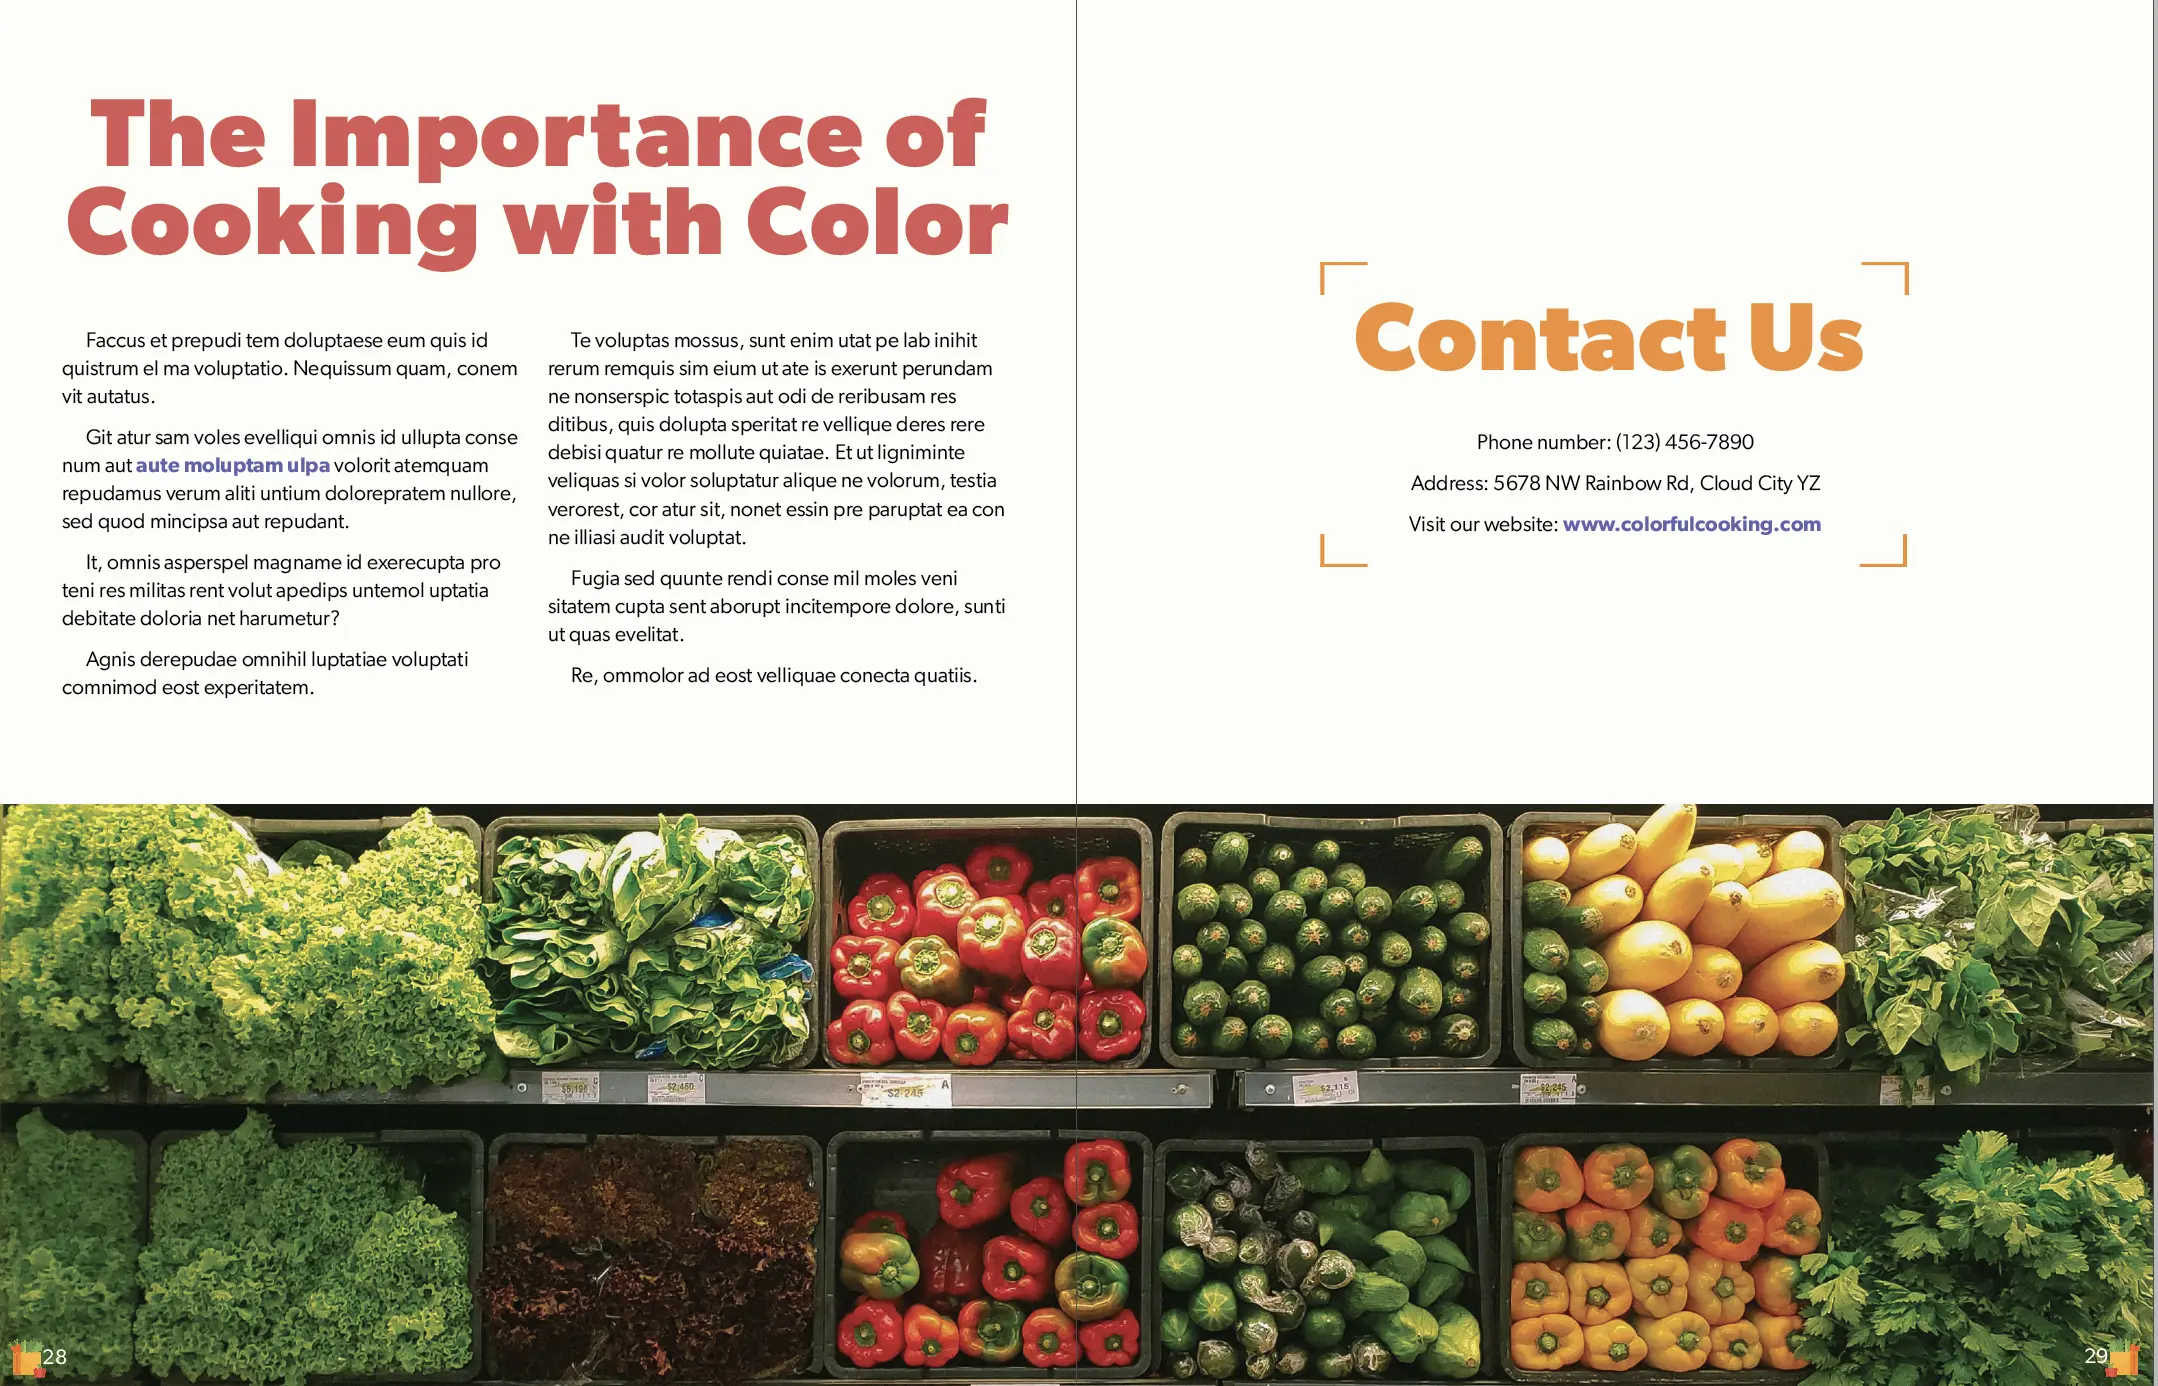 The Importance of
Cooking with Color
Faccus et prepudi tem doluptaese eum quis id
quistrum el ma voluptatio. Nequissum quam, conem
vit autatus.
Git atur sam voles evelliqui omnis id ullupta conse
num aut aute moluptam ulpa volorit atemquam
repudamus verum aliti untium dolorepratem nullore,
sed quod mincipsa aut repudant.
It, omnis asperspel magname id exerecupta pro
teni res militas rent volut apedips untemol uptatia
debitate doloria net harumetur?
Agnis derepudae omnihil luptatiae voluptati
comnimod eost experitatem.
Te voluptas mossus, sunt enim utat pe lab inihit
rerum remquis sim eium ut ate is exerunt perundam
ne nonserspic totaspis aut odi de reribusam res
ditibus, quis dolupta speritat re vellique deres rere
debisi quatur re mollute quiatae. Et ut ligniminte
veliquas si volor soluptatur alique ne volorum, testia
verorest, cor atur sit, nonet essin pre paruptat ea con
ne illiasi audit voluptat.
Fugia sed quunte rendi conse mil moles veni
sitatem cupta sent aborupt incitempore dolore, sunti
ut quas evelitat.
Re, ommolor ad eost velliquae conecta quatiis.
Contact Us
Phone number: (123) 456-7890
Address: 5678 NW Rainbow Rd, Cloud City YZ
Visit our website: www.colorfulcooking.com
$2,460
$2,245
$2,115
$2,245
28
29